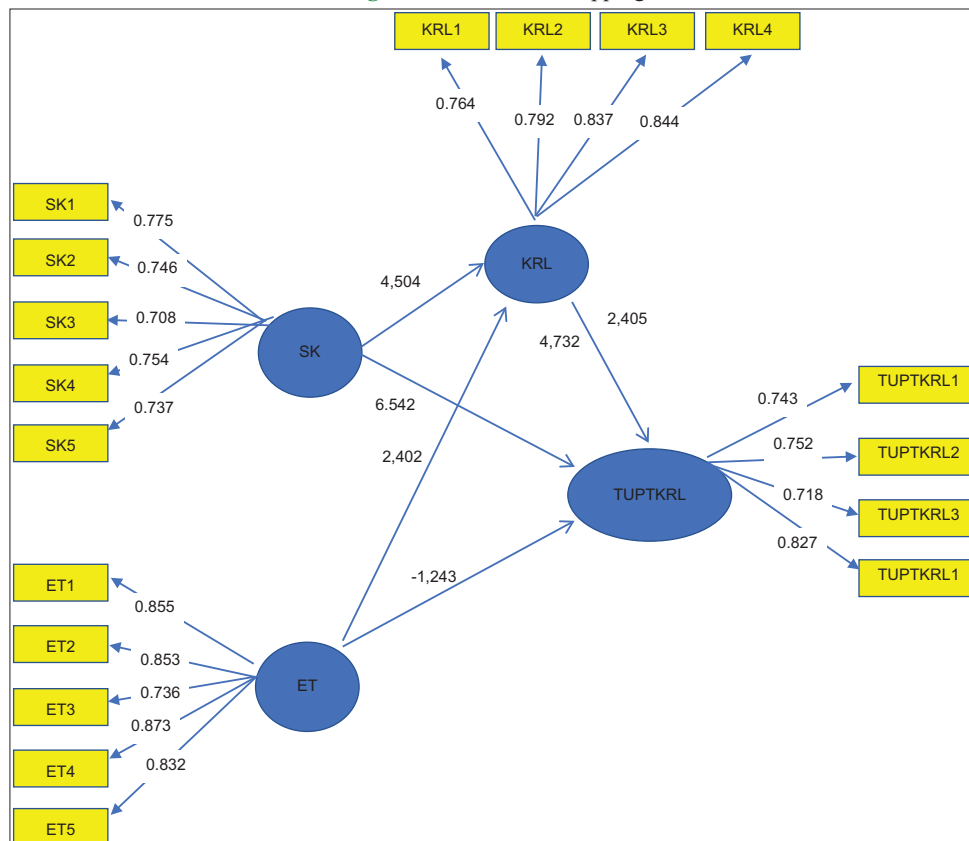 KRL1 KRL2 KRL3 KRL4
0.764 0.792 0.837 0.844
SK1
SK2
SK3
SK4
SK5
0.775
0.746
0.708
0.754
0.737
SK
KRL
4,504
4,732
2,405
6.542
2,402
-1,243
TUPTKRL
0.743
0.752
0.718
0.827
TUPTKRL1
TUPTKRL2
TUPTKRL3
TUPTKRL1
ET1
ET2
ET3
ET4
ET5
0.855
0.853
0.736
0.873
0.832
ET